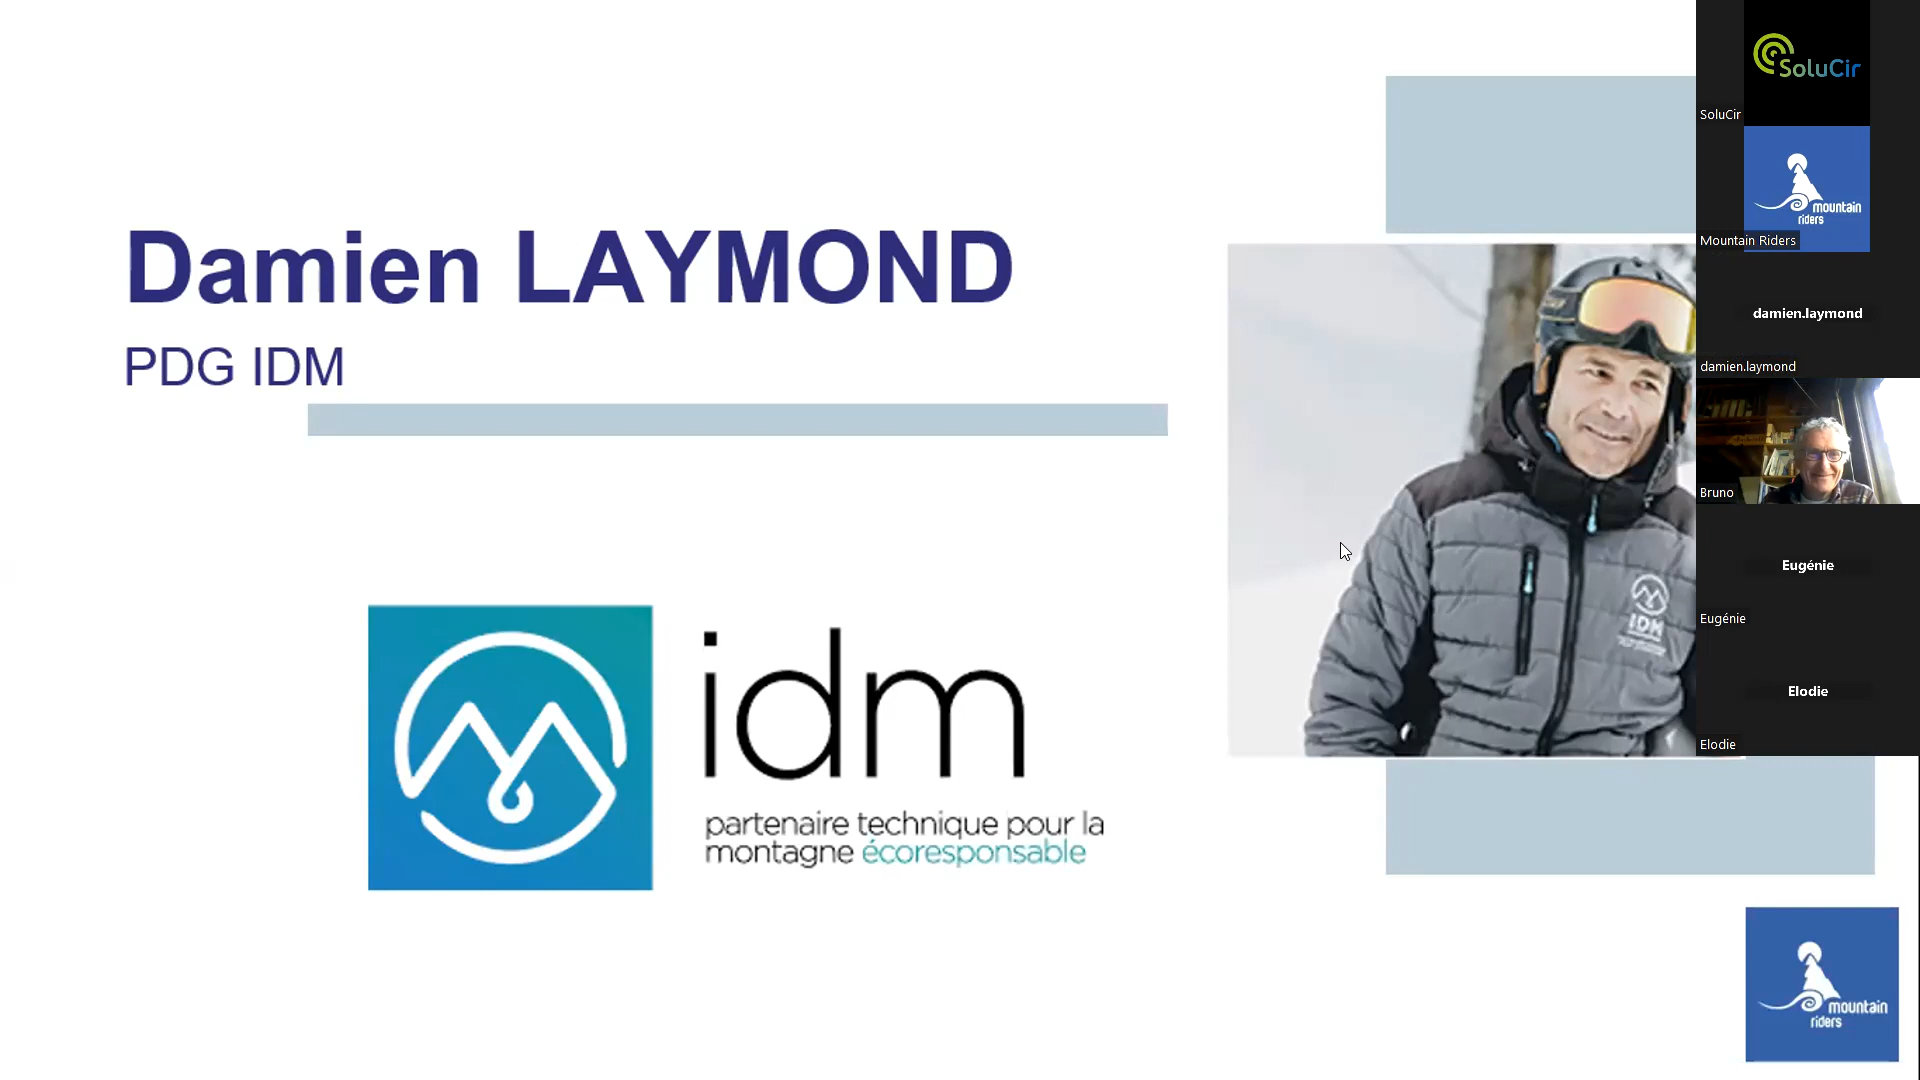 Damien LAYMOND
PDG IDM
idm
partenaire technique pour la
montagne écoresponsable
IDM
SoluCir
SoluCir
mountain
riders
Mountain Riders
damien.laymond
damien.laymond
Bruno
Eugénie
Eugénie
Elodie
Elodie
mountain
riders